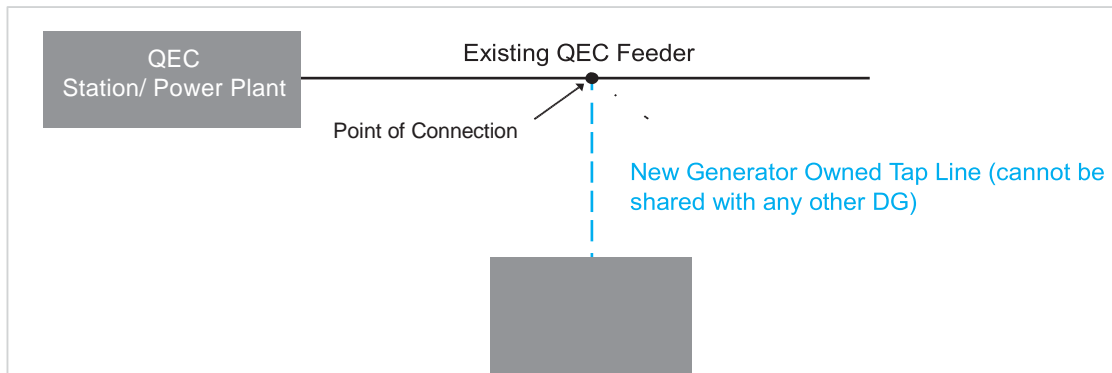 QEC
Station/ Power Plant
Existing QEC Feeder
Point of Connection
New Generator Owned Tap Line (cannot be
shared with any other DG)